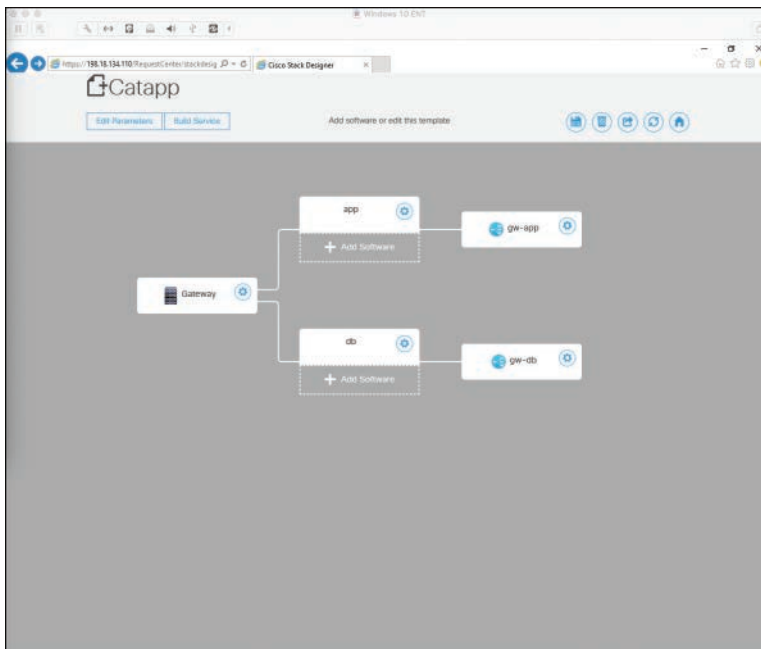 Windows 10 ENT
https://198.18.134.110/RequestCenter/stackdesig
Cisco Stack Designer
Catapp
Edit Parameters
Build Service
Add software or edit this template
app
Add Software
gw-app
Gateway
db
Add Software
gw-db